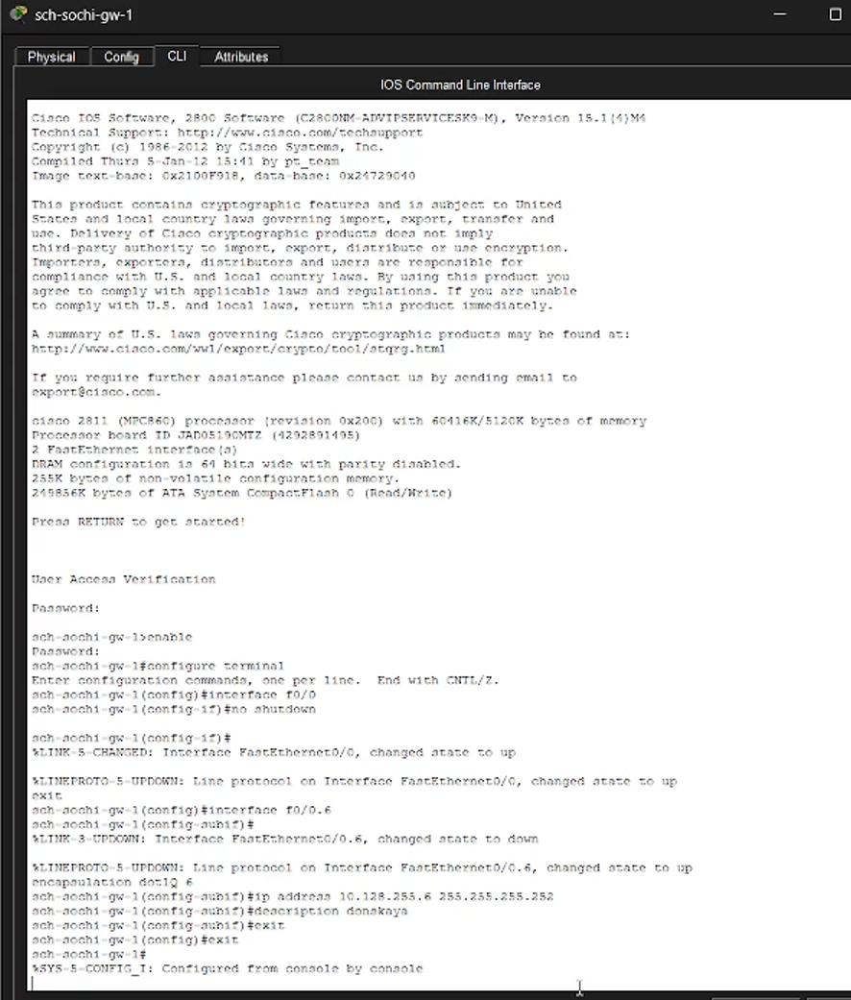 sch-sochi-gw-1
Physical Config CLI Attributes
IOS Command Line Interface
Cisco IOS Software, 2800 Software (C2800NM-ADVIPSERVICESK9-M), Version 15.1(4)M4
Technical Support: http://www.cisco.com/techsupport
Copyright (c) 1986-2012 by Cisco Systems, Inc.
Compiled Thurs 5-Jan-12 15:41 by pt_team
Image text-base: 0x2100F918, data-base: 0x24729040
This product contains cryptographic features and is subject to United
States and local country laws governing import, export, transfer and
use. Delivery of Cisco cryptographic products does not imply
third-party authority to import, export, distribute or use encryption.
Importers, exporters, distributors and users are responsible for
compliance with U.S. and local country laws. By using this product you
agree to comply with applicable laws and regulations. If you are unable
to comply with U.S. and local laws, return this product immediately.
A summary of U.S. laws governing Cisco cryptographic products may be found at:
http://www.cisco.com/wwl/export/crypto/tool/stqrg.html
If you require further assistance please contact us by sending email to
export@cisco.com.
cisco 2811 (MPC860) processor (revision 0x200) with 60416K/5120K bytes of memory
Processor board ID JAD05190MTZ (4292891495)
2 FastEthernet interface(s)
DRAM configuration is 64 bits wide with parity disabled.
255K bytes of non-volatile configuration memory.
249856K bytes of ATA System CompactFlash 0 (Read/Write)
Press RETURN to get started!
User Access Verification
Password:
sch-sochi-gw-1>enable
Password:
sch-sochi-gw-1#configure terminal
Enter configuration commands, one per line. End with CNTL/Z.
sch-sochi-gw-1(config)#interface f0/0
sch-sochi-gw-1(config-if)#no shutdown
sch-sochi-gw-1(config-if)#
%LINK-5-CHANGED: Interface FastEthernet0/0, changed state to up
%LINEPROTO-5-UPDOWN: Line protocol on Interface FastEthernet0/0, changed state to up
exit
sch-sochi-gw-1(config)#interface f0/0.6
sch-sochi-gw-1(config-subif)#
%LINK-3-UPDOWN: Interface FastEthernet0/0.6, changed state to down
%LINEPROTO-5-UPDOWN: Line protocol on Interface FastEthernet0/0.6, changed state to up
encapsulation dot1Q 6
sch-sochi-gw-1(config-subif)#ip address 10.128.255.6 255.255.255.252
sch-sochi-gw-1(config-subif)#description donskaya
sch-sochi-gw-1(config-subif)#exit
sch-sochi-gw-1(config)#exit
sch-sochi-gw-1#
%SYS-5-CONFIG_I: Configured from console by console